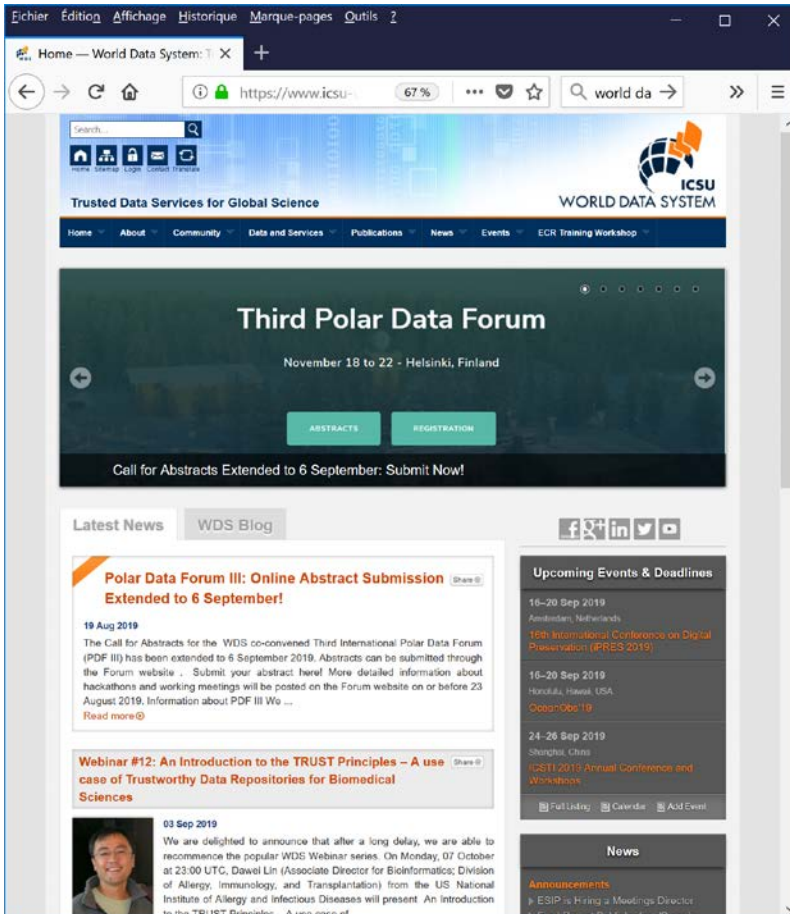 Fichier Édition Affichage Historique Marque-pages Outils ?
Home — World Data System: T
https://www.icsu-
67 %
world da
Search...
Home Sitemap Login Contact Translate
Trusted Data Services for Global Science
ICSU
WORLD DATA SYSTEM
Home About Community Data and Services Publications News Events ECR Training Workshop
Third Polar Data Forum
November 18 to 22 - Helsinki, Finland
ABSTRACTS REGISTRATION
Call for Abstracts Extended to 6 September: Submit Now!
Latest News WDS Blog
Polar Data Forum III: Online Abstract Submission
Share
Extended to 6 September!
19 Aug 2019
The Call for Abstracts for the WDS co-convened Third International Polar Data Forum
(PDF III) has been extended to 6 September 2019. Abstracts can be submitted through
the Forum website . Submit your abstract here! More detailed information about
hackathons and working meetings will be posted on the Forum website on or before 23
August 2019. Information about PDF III We ...
Read more
Webinar #12: An Introduction to the TRUST Principles – A use
Share
case of Trustworthy Data Repositories for Biomedical
Sciences
03 Sep 2019
We are delighted to announce that after a long delay, we are able to
recommence the popular WDS Webinar series. On Monday, 07 October
at 23:00 UTC, Dawei Lin (Associate Director for Bioinformatics; Division
of Allergy, Immunology, and Transplantation) from the US National
Institute of Allergy and Infectious Diseases will present An Introduction
to the TRUST Principles – A use case of
f g+ in
Upcoming Events & Deadlines
16–20 Sep 2019
Amsterdam, Netherlands
16th International Conference on Digital
Preservation (iPRES 2019)
16–20 Sep 2019
Honolulu, Hawaii, USA
OceanObs'19
24–26 Sep 2019
Shanghai, China
ICSTI 2019 Annual Conference and
Workshops
Full Listing Calendar Add Event
News
Announcements
ESIP is Hiring a Meetings Director